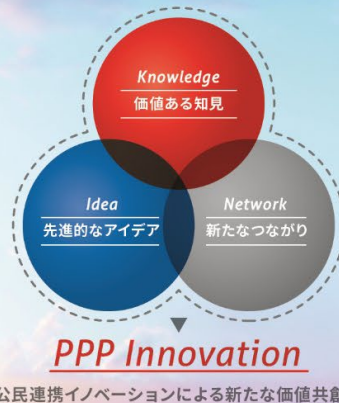 Knowledge
価値ある知見
Idea
先進的なアイデア
Network
新たなつながり
PPP Innovation
公民連携イノベーションによる新たな価値共創